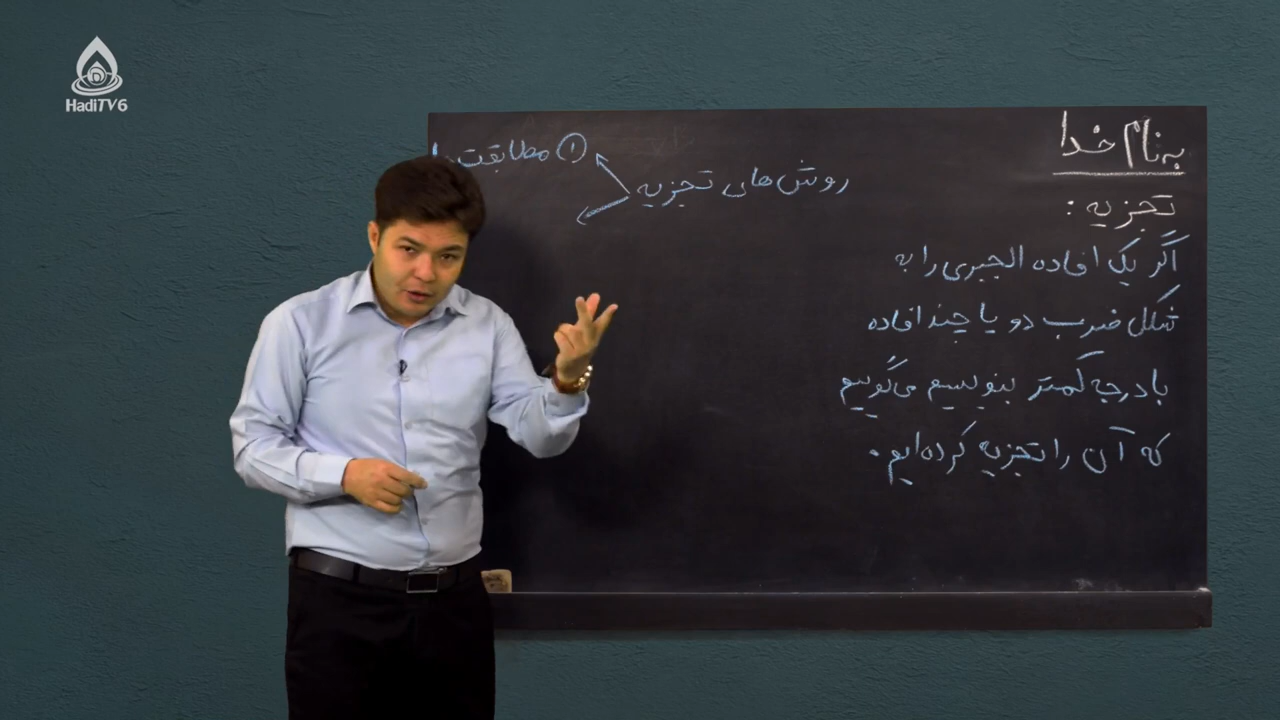 HadiTV6
به نام خدا
تجزیه :
اگر یک افاده الجبری را به
شکل ضرب دو یا چند افاده
با درجه کمتر بنویسیم می‌گوییم
که آن را تجزیه کرده‌ایم.
روش‌های تجزیه
۱ مطابقت‌ها